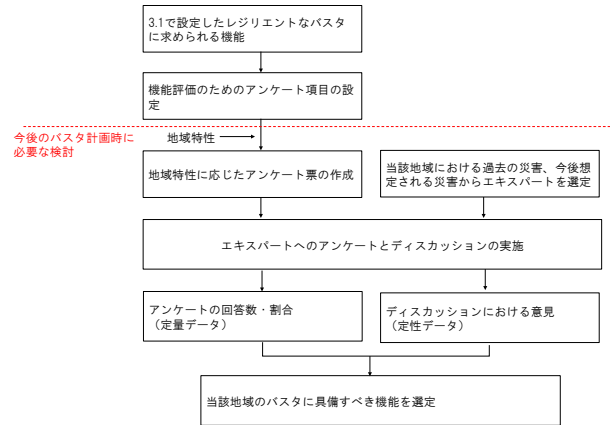 3.1で設定したレジリエントなバスタ
に求められる機能
機能評価のためのアンケート項目の設
定
今後のバスタ計画時に
必要な検討
地域特性
地域特性に応じたアンケート票の作成
当該地域における過去の災害、今後想
定される災害からエキスパートを選定
エキスパートへのアンケートとディスカッションの実施
アンケートの回答数・割合
（定量データ）
ディスカッションにおける意見
（定性データ）
当該地域のバスタに具備すべき機能を選定